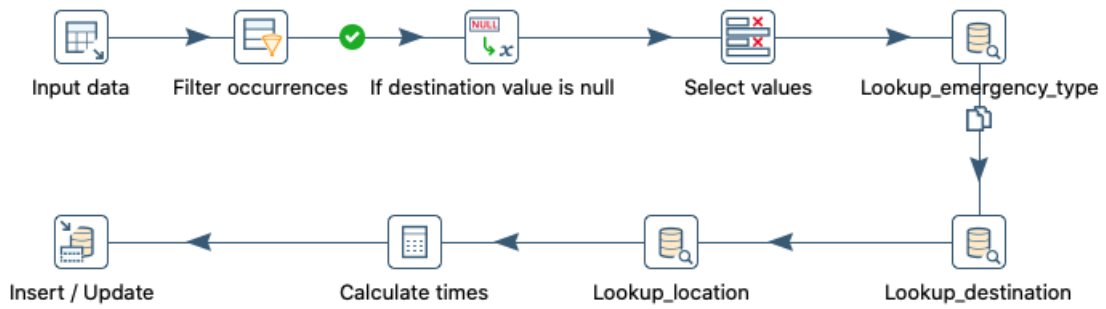 NULL
x
Input data
Filter occurrences
If destination value is null
Select values
Lookup_emergency_type
Insert / Update
Calculate times
Lookup_location
Lookup_destination